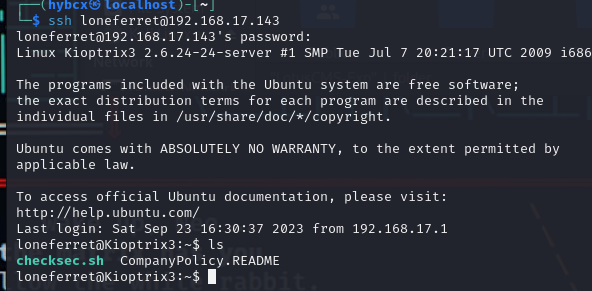 ┌──(hybcx㉿localhost)-[~]
└─$ ssh loneferret@192.168.17.143
loneferret@192.168.17.143's password:
Linux Kioptrix3 2.6.24-24-server #1 SMP Tue Jul 7 20:21:17 UTC 2009 i686
The programs included with the Ubuntu system are free software;
the exact distribution terms for each program are described in the
individual files in /usr/share/doc/*/copyright.
Ubuntu comes with ABSOLUTELY NO WARRANTY, to the extent permitted by
applicable law.
To access official Ubuntu documentation, please visit:
http://help.ubuntu.com/
Last login: Sat Sep 23 16:30:37 2023 from 192.168.17.1
loneferret@Kioptrix3:~$ ls
checksec.sh  CompanyPolicy.README
loneferret@Kioptrix3:~$